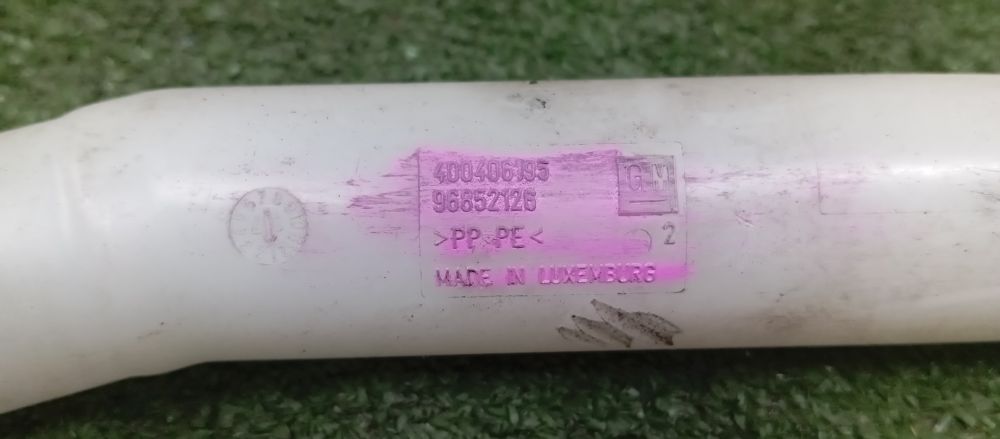 400406195
GM
96852126
>PP PE<
2
MADE IN LUXEMBURG